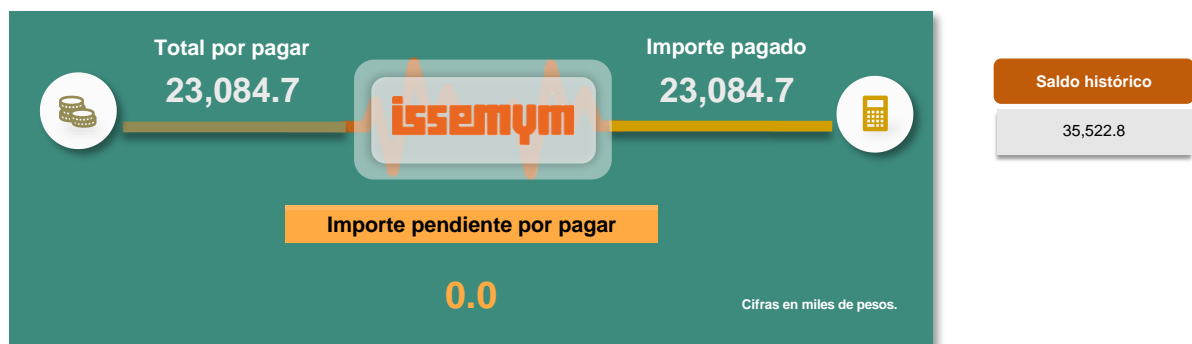 Total por pagar
23,084.7
issemym
Importe pagado
23,084.7
Importe pendiente por pagar
0.0
Cifras en miles de pesos.
Saldo histórico
35,522.8